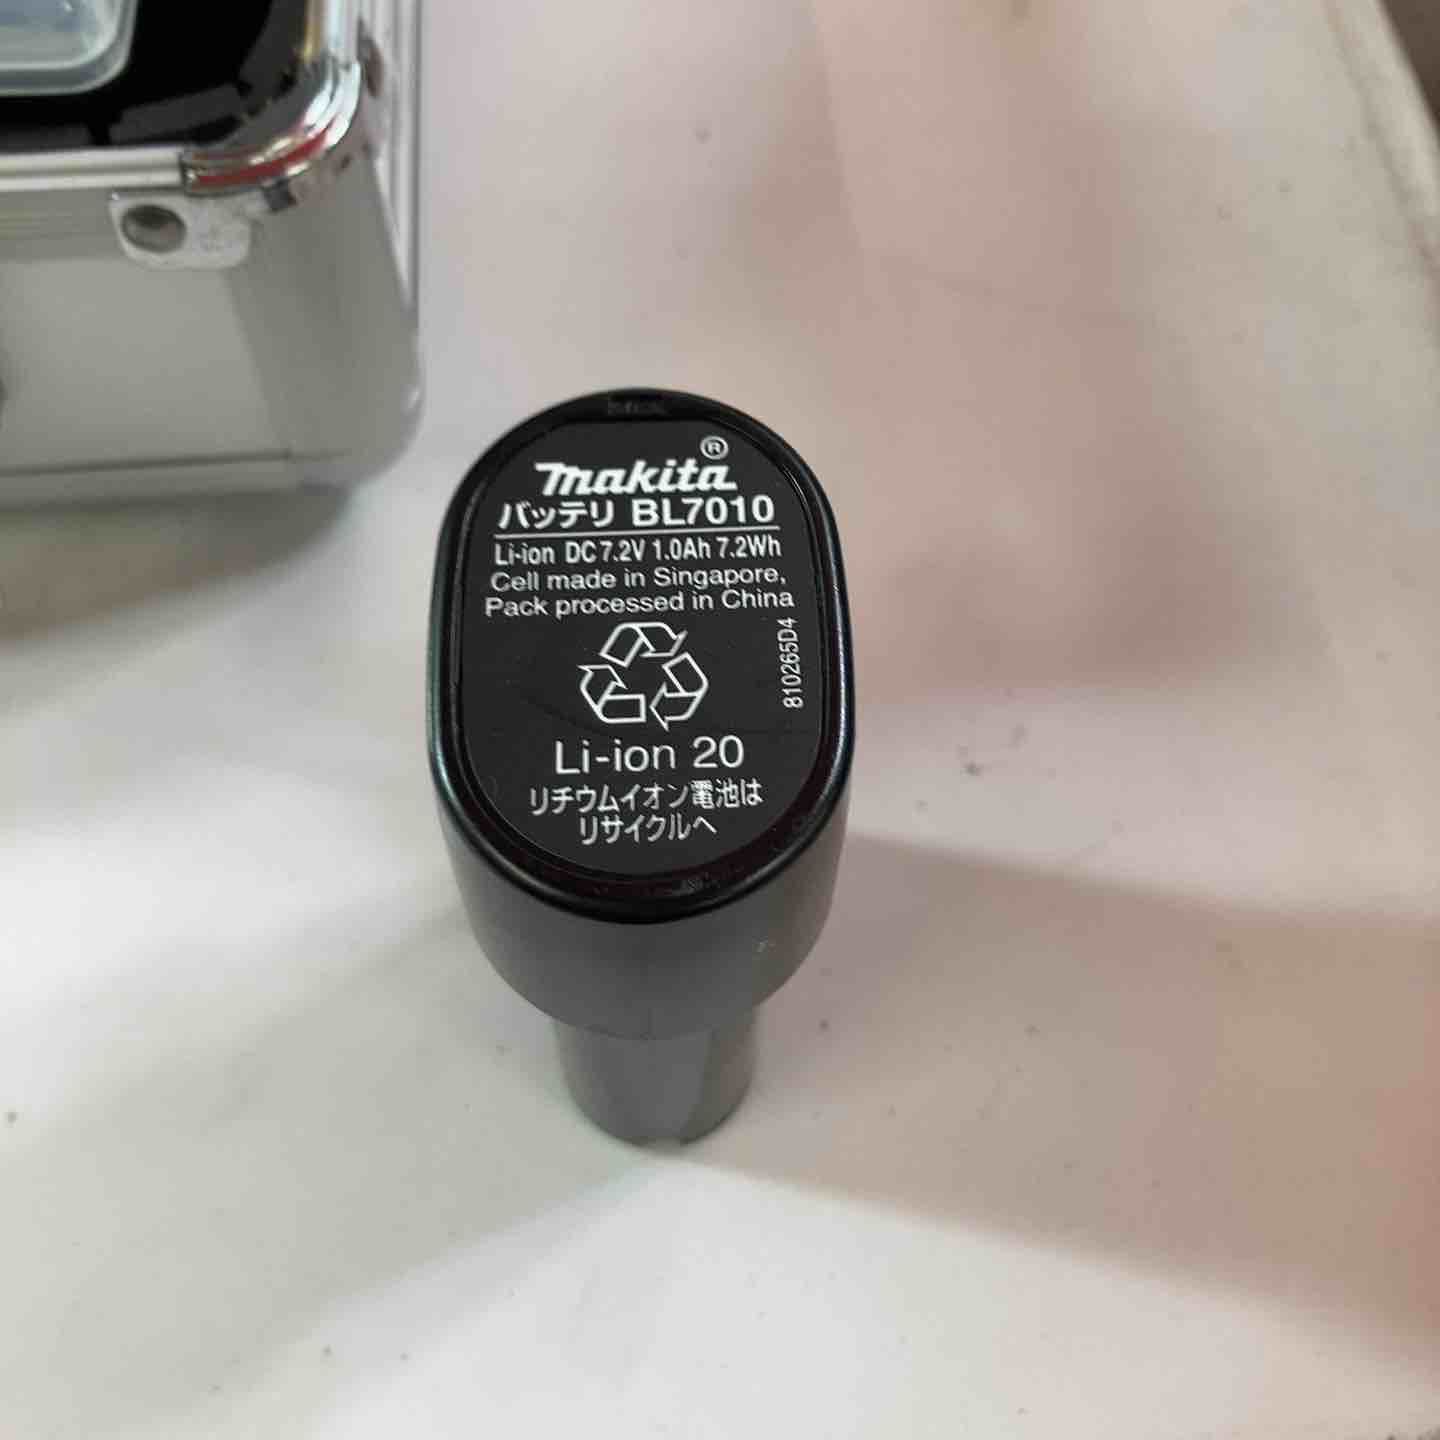 makita®
バッテリ BL7010
Li-ion DC 7.2V 1.0Ah 7.2Wh
Cell made in Singapore,
Pack processed in China
810265D4
Li-ion 20
リチウムイオン電池は
リサイクルへ